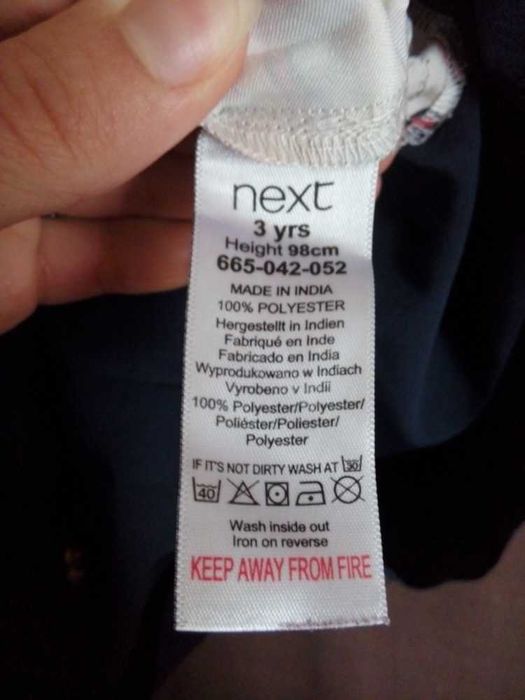 next
3 yrs
Height 98cm
665-042-052
MADE IN INDIA
100% POLYESTER
Hergestellt in Indien
Fabriqué en Inde
Fabricado en India
Wyprodukowano w Indiach
Vyrobeno v Indii
100% Polyester/Polyester/
Poliéster/Poliester/
Polyester
IF IT'S NOT DIRTY WASH AT 30
40
Wash inside out
Iron on reverse
KEEP AWAY FROM FIRE